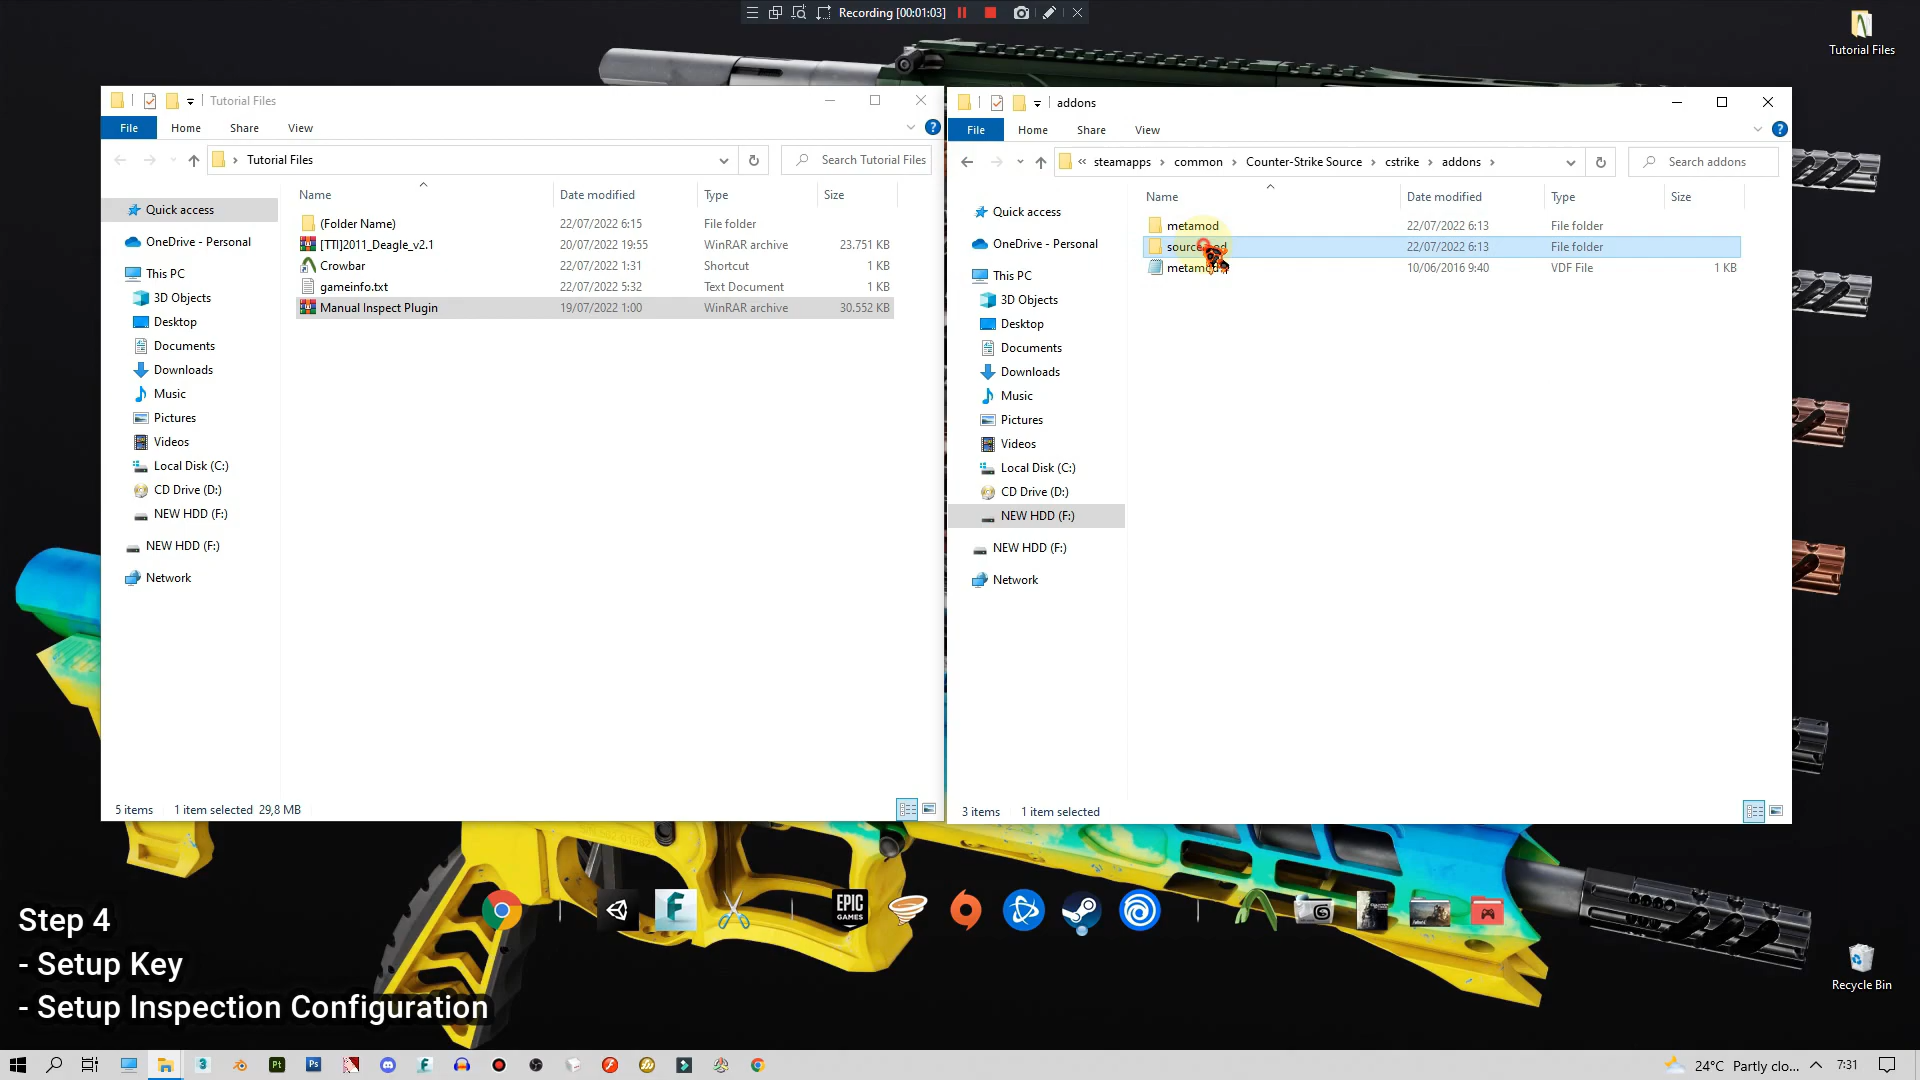 Recording [00:01:03]
Tutorial Files
Tutorial Files
File Home Share View
Tutorial Files
Search Tutorial Files
Name Date modified Type Size
Quick access
OneDrive - Personal
This PC
3D Objects
Desktop
Documents
Downloads
Music
Pictures
Videos
Local Disk (C:)
CD Drive (D:)
NEW HDD (F:)
NEW HDD (F:)
Network
(Folder Name) 22/07/2022 6:15 File folder
[TTI]2011_Deagle_v2.1 20/07/2022 19:55 WinRAR archive 23.751 KB
Crowbar 22/07/2022 1:31 Shortcut 1 KB
gameinfo.txt 22/07/2022 5:32 Text Document 1 KB
Manual Inspect Plugin 19/07/2022 1:00 WinRAR archive 30.552 KB
5 items 1 item selected 29,8 MB
addons
File Home Share View
« steamapps common Counter-Strike Source cstrike addons
Search addons
Name Date modified Type Size
Quick access
OneDrive - Personal
This PC
3D Objects
Desktop
Documents
Downloads
Music
Pictures
Videos
Local Disk (C:)
CD Drive (D:)
NEW HDD (F:)
NEW HDD (F:)
Network
metamod 22/07/2022 6:13 File folder
22/07/2022 6:13 File folder
10/06/2016 9:40 VDF File 1 KB
3 items 1 item selected
EPIC
GAMES
Step 4
- Setup Key
- Setup Inspection Configuration
Recycle Bin
24°C Partly clo... 7:31